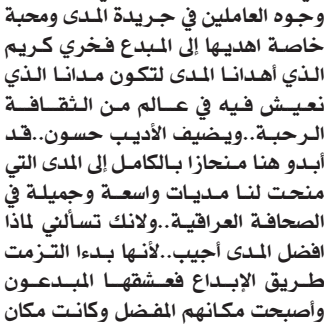 وجوه العاملين في جريدة المدى ومحبة
خاصة اهديها إلى المبدع فخري كريم
الذي أهدانا المدى لتكون مدانا الذي
نعيش فيه في عالم من الثقافة
الرحبة..ويضيف الأديب حسون..قد
أبدو هنا منحازا بالكامل إلى المدى التي
منحت لنا مديات واسعة وجميلة في
الصحافة العراقية..ولانك تسألني لماذا
افضل المدى أجيب..لأنها بدءا التزمت
طريق الإبداع فعشقها المبدعون
وأصبحت مكانهم المفضل وكانت مكان